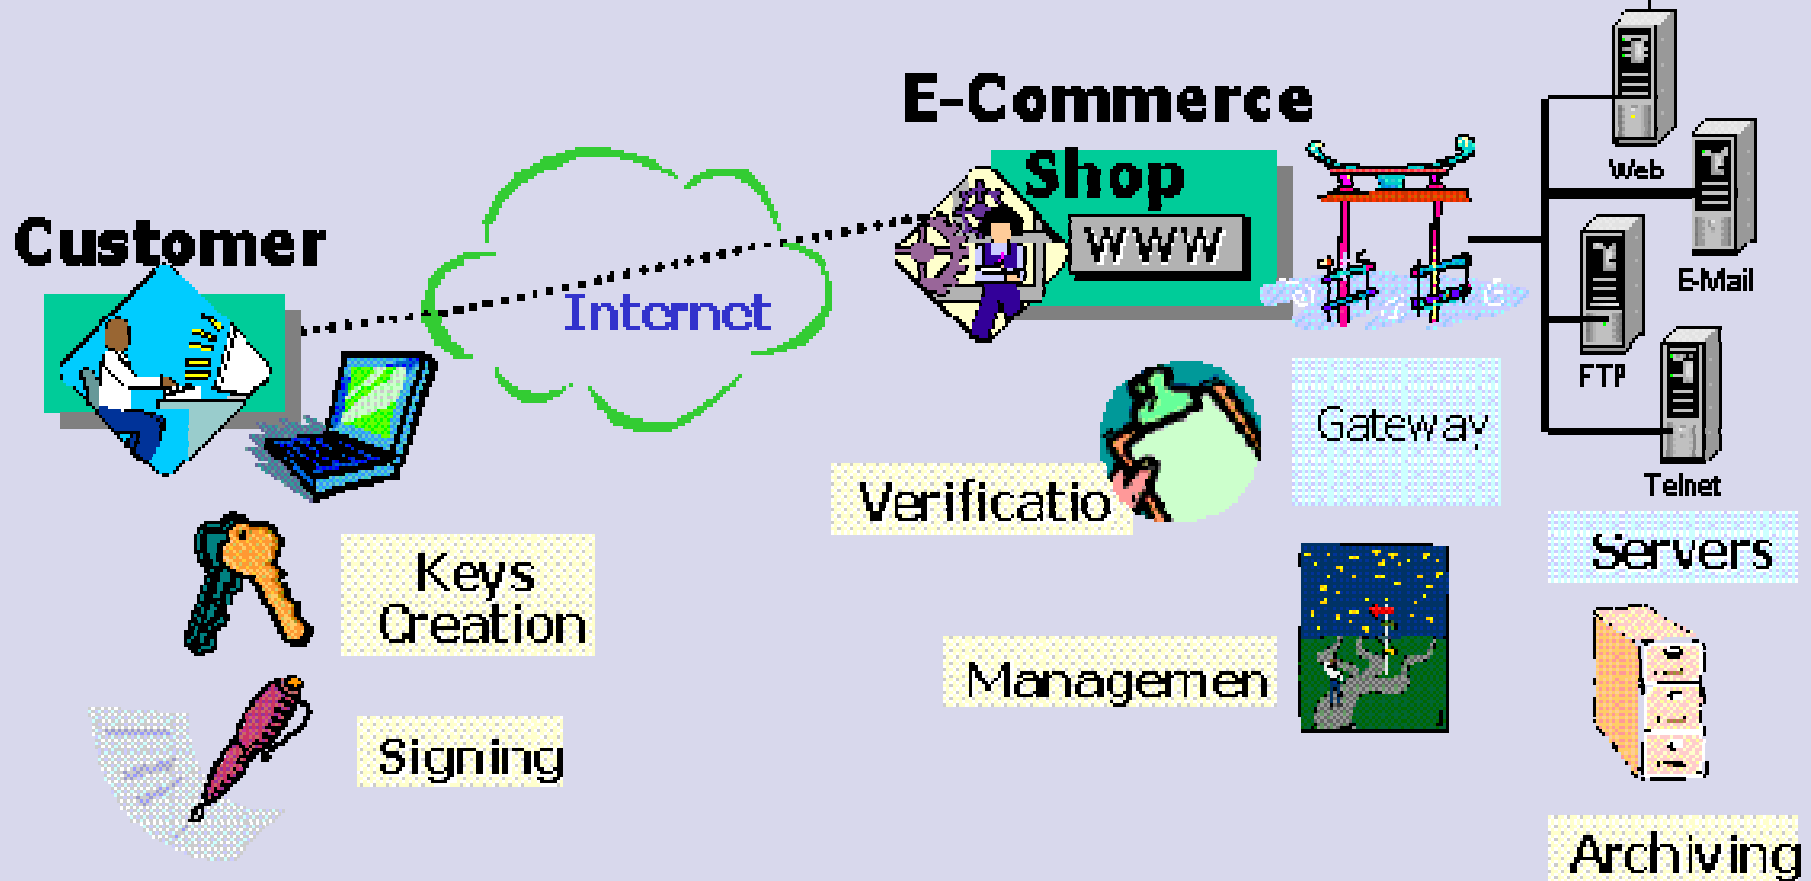 E-Commerce
Shop
WWW
Customer
Internet
Web
E-Mail
FTP
Telnet
Gateway
Verificatio
Servers
Keys
Creation
Managemen
Signing
Archiving